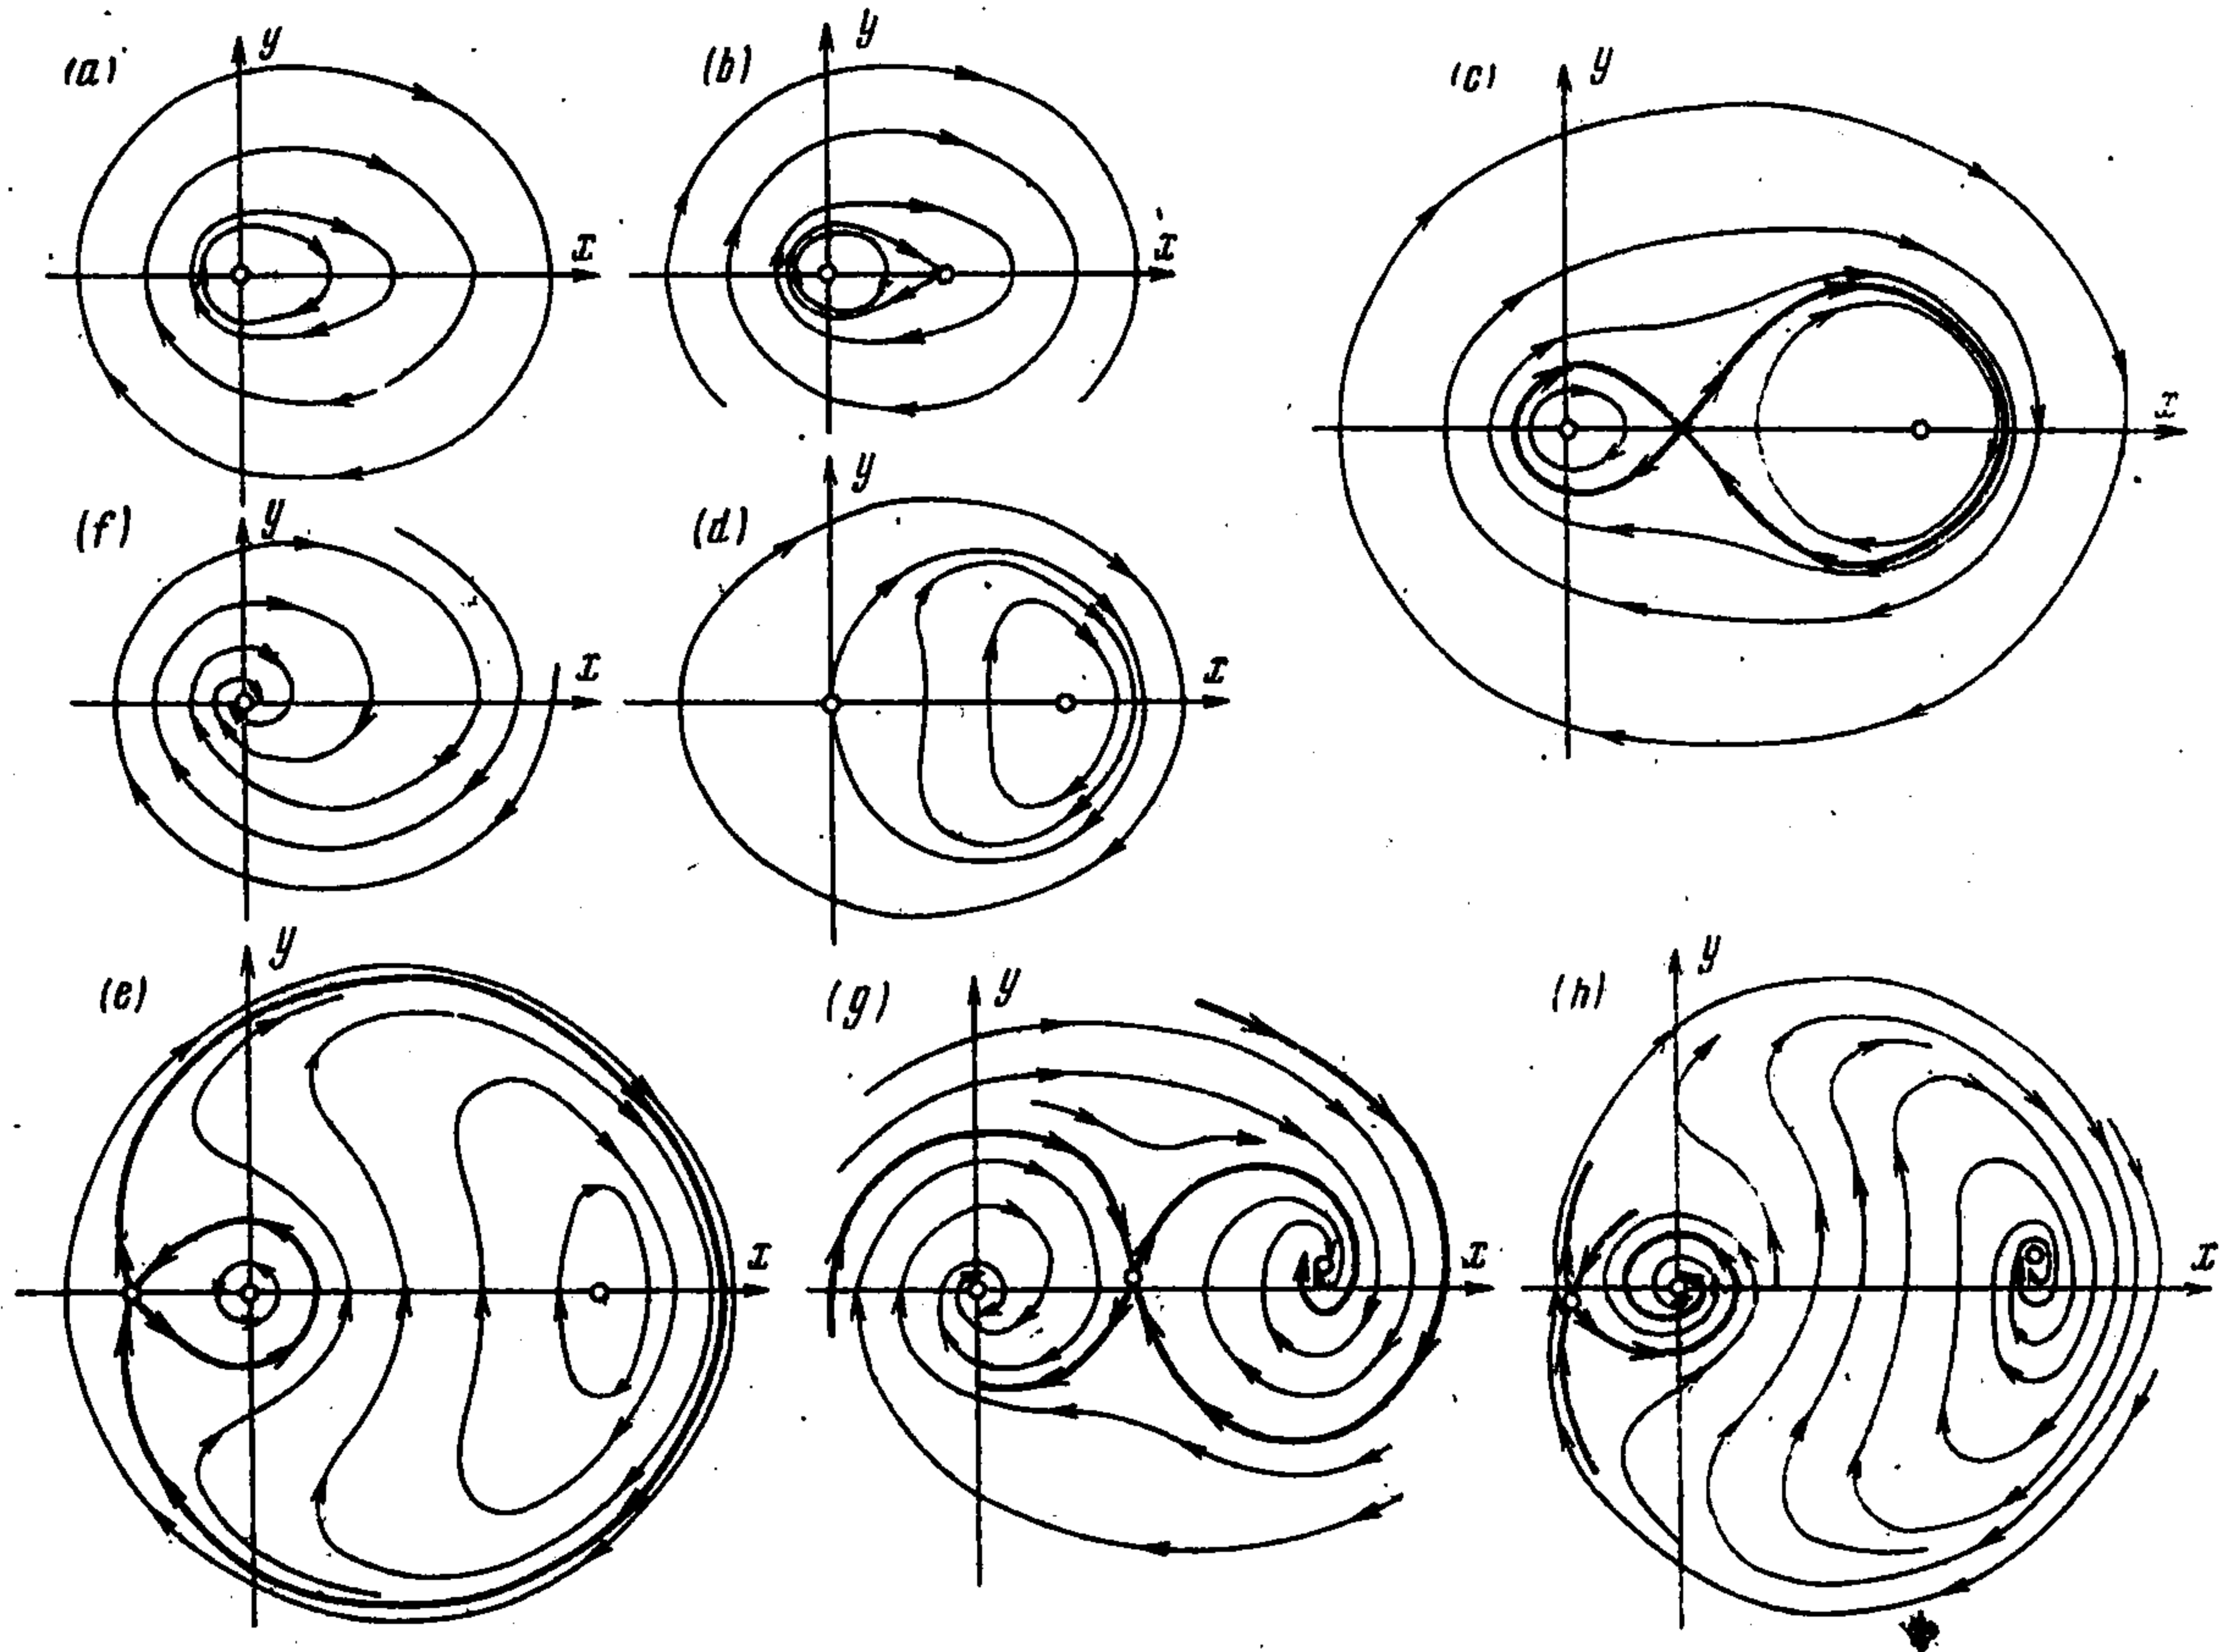 (a) y
x
(b) y
x
(c) y
x
(f) y
x
(d) y
x
(e) y
x
(g) y
x
(h) y
x